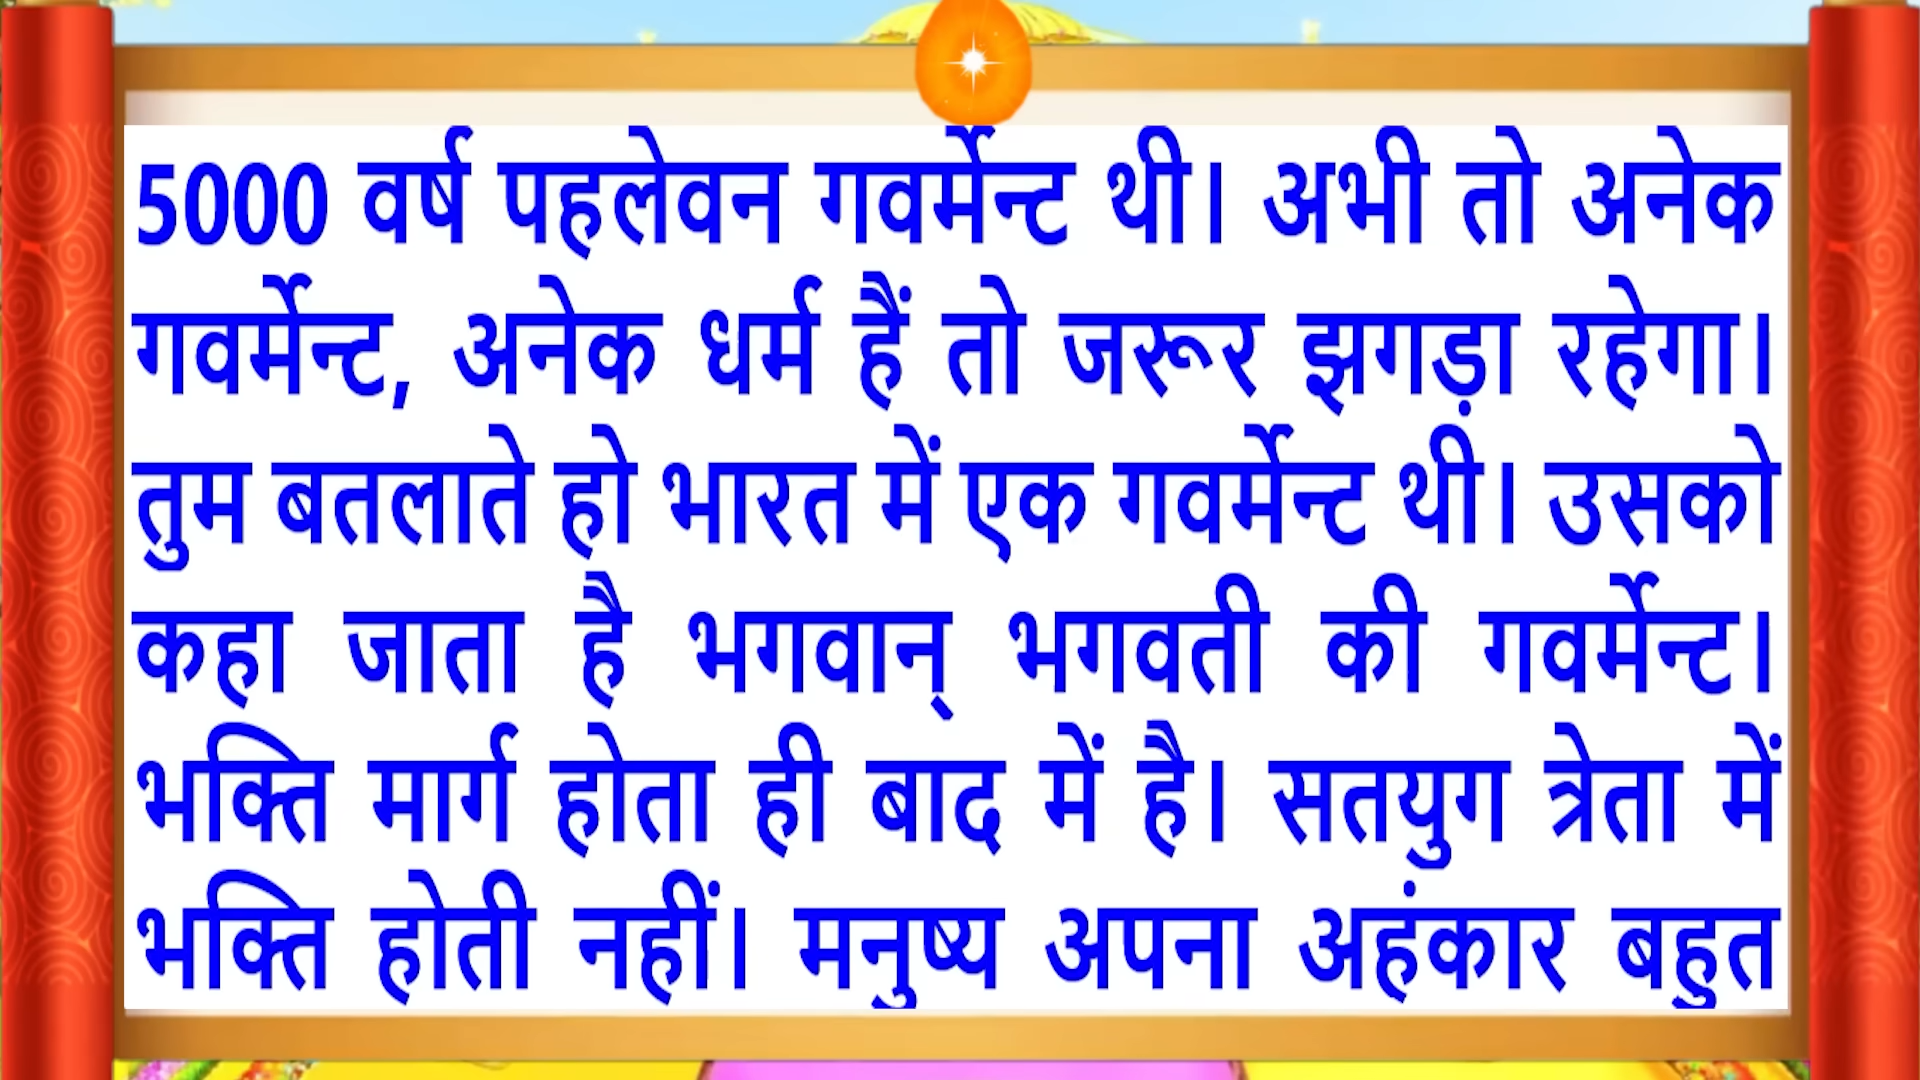 5000 वर्ष पहलेवन गवर्मेन्ट थी। अभी तो अनेक
गवर्मेन्ट, अनेक धर्म हैं तो जरूर झगड़ा रहेगा।
तुम बतलाते हो भारत में एक गवर्मेन्ट थी। उसको
कहा जाता है भगवान् भगवती की गवर्मेन्ट।
भक्ति मार्ग होता ही बाद में है। सतयुग त्रेता में
भक्ति होती नहीं। मनुष्य अपना अहंकार बहुत